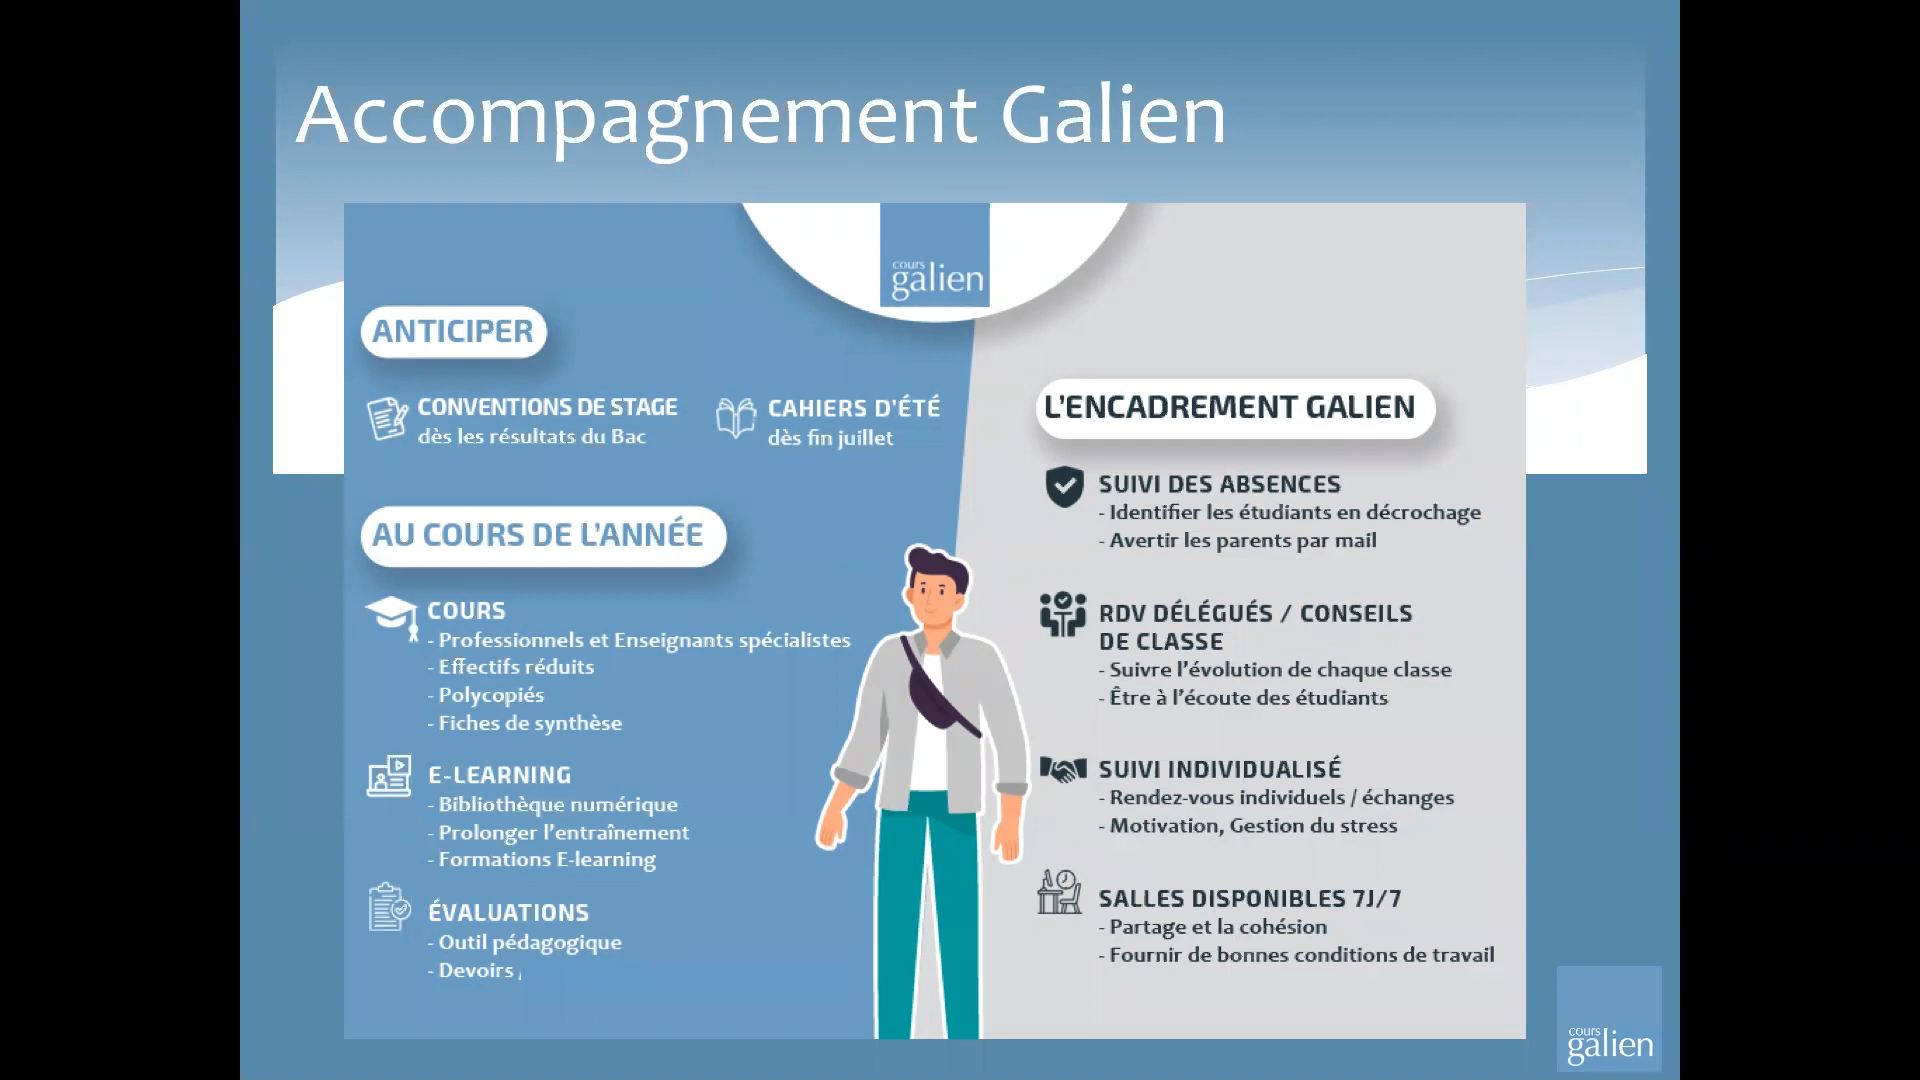 Accompagnement Galien
cours
galien
ANTICIPER
CONVENTIONS DE STAGE
dès les résultats du Bac
CAHIERS D'ÉTÉ
dès fin juillet
AU COURS DE L'ANNÉE
COURS
- Professionnels et Enseignants spécialistes
- Effectifs réduits
- Polycopiés
- Fiches de synthèse
E-LEARNING
- Bibliothèque numérique
- Prolonger l'entraînement
- Formations E-learning
ÉVALUATIONS
- Outil pédagogique
- Devoirs
L'ENCADREMENT GALIEN
SUIVI DES ABSENCES
- Identifier les étudiants en décrochage
- Avertir les parents par mail
RDV DÉLÉGUÉS / CONSEILS
DE CLASSE
- Suivre l'évolution de chaque classe
- Être à l'écoute des étudiants
SUIVI INDIVIDUALISÉ
- Rendez-vous individuels / échanges
- Motivation, Gestion du stress
SALLES DISPONIBLES 7J/7
- Partage et la cohésion
- Fournir de bonnes conditions de travail
cours
galien